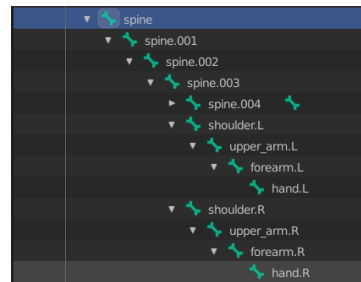 spine
spine.001
spine.002
spine.003
spine.004
shoulder.L
upper_arm.L
forearm.L
hand.L
shoulder.R
upper_arm.R
forearm.R
hand.R